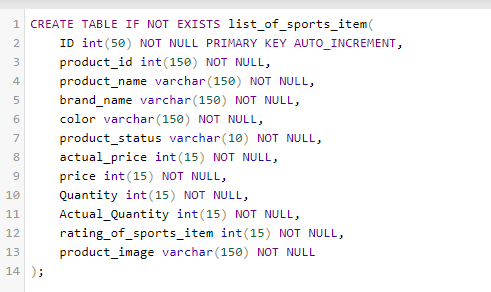 1 CREATE TABLE IF NOT EXISTS list_of_sports_item(
2 ID int(50) NOT NULL PRIMARY KEY AUTO_INCREMENT,
3 product_id int(150) NOT NULL,
4 product_name varchar(150) NOT NULL,
5 brand_name varchar(150) NOT NULL,
6 color varchar(150) NOT NULL,
7 product_status varchar(10) NOT NULL,
8 actual_price int(15) NOT NULL,
9 price int(15) NOT NULL,
10 Quantity int(15) NOT NULL,
11 Actual_Quantity int(15) NOT NULL,
12 rating_of_sports_item int(15) NOT NULL,
13 product_image varchar(150) NOT NULL
14 );